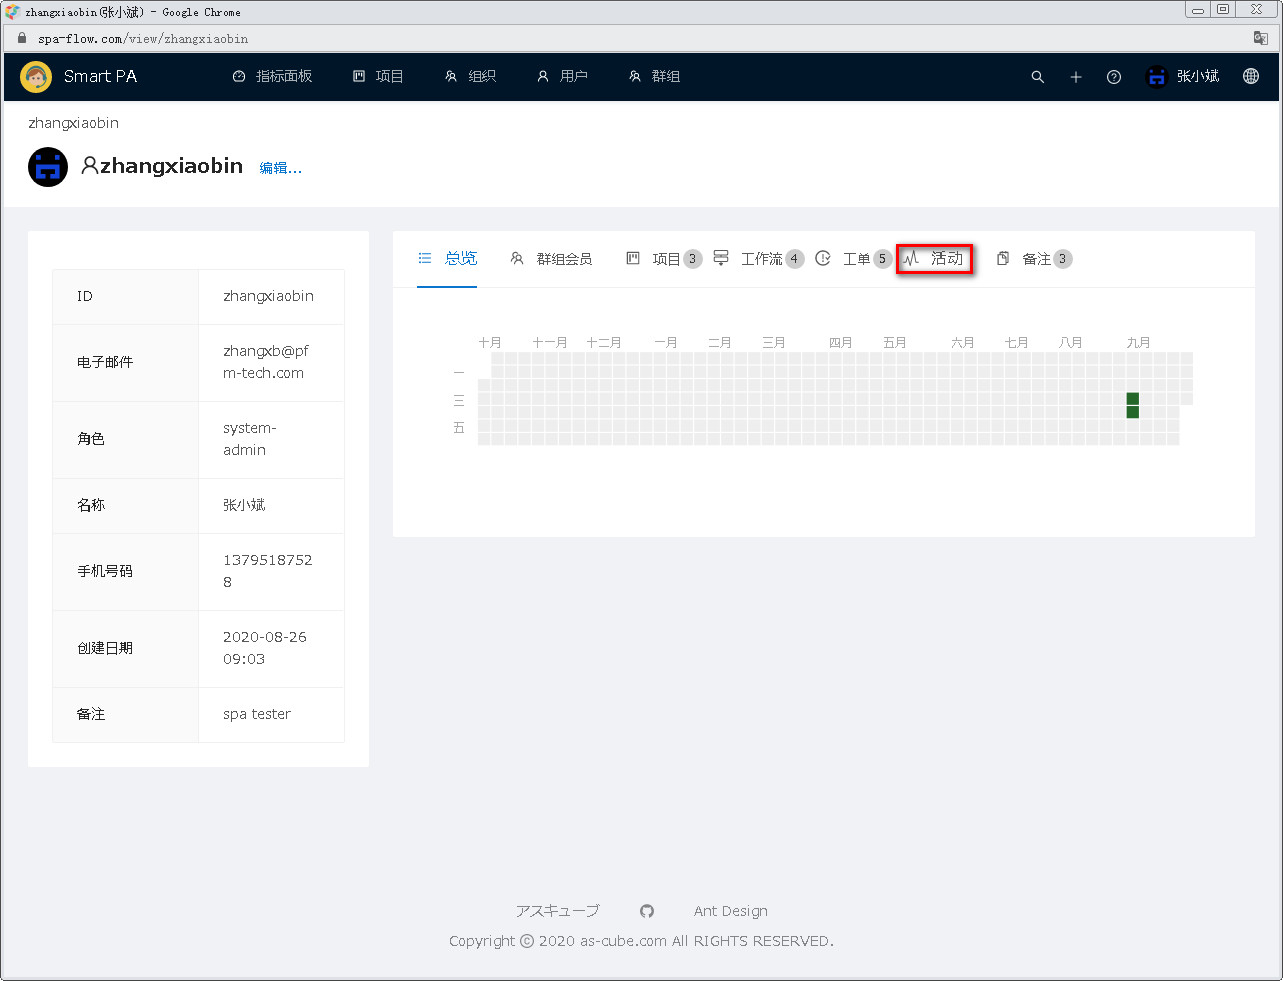 zhangxiaobin(张小斌) - Google Chrome
spa-flow.com/view/zhangxiaobin
Smart PA 指标面板 项目 组织 用户 群组 张小斌
zhangxiaobin
zhangxiaobin 编辑...
总览 群组会员 项目 3 工作流 4 工单 5 活动 备注 3
ID zhangxiaobin
电子邮件 zhangxb@pf
m-tech.com
角色 system-
admin
名称 张小斌
手机号码 1379518752
8
创建日期 2020-08-26
09:03
备注 spa tester
十月 十一月 十二月 一月 二月 三月 四月 五月 六月 七月 八月 九月
一
三
五
アスキューブ Ant Design
Copyright © 2020 as-cube.com All RIGHTS RESERVED.